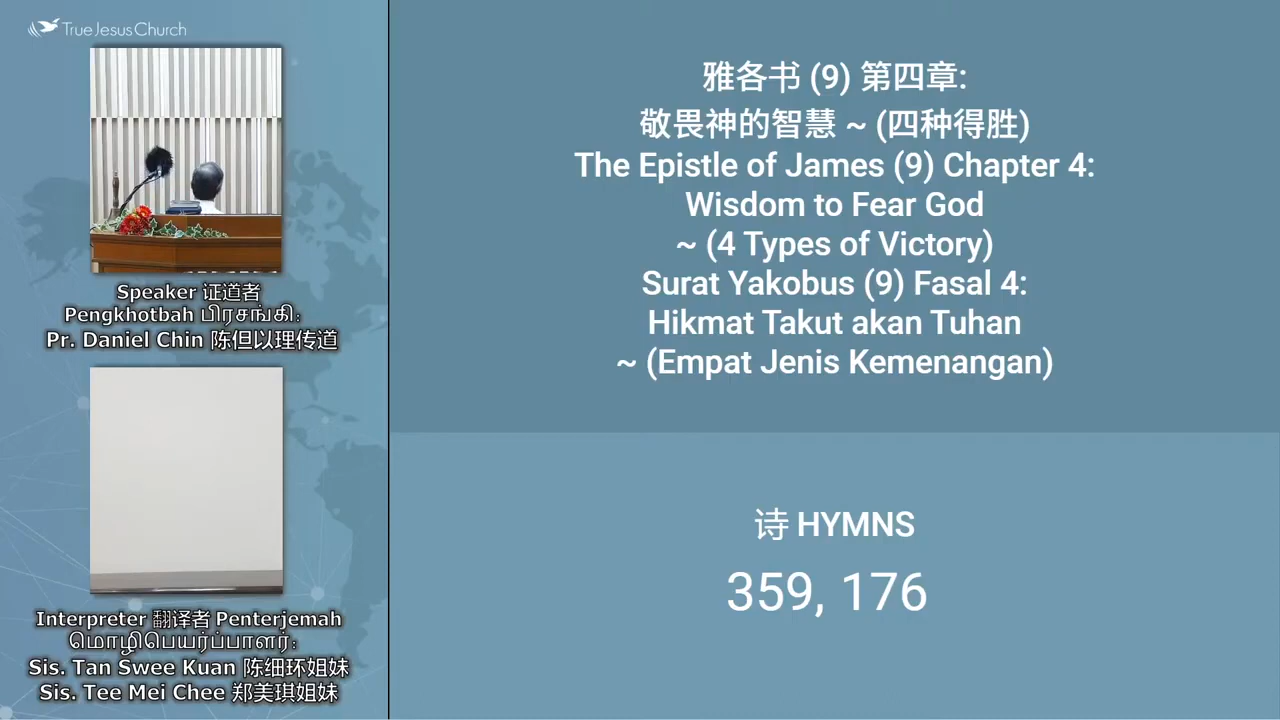 True Jesus Church
Speaker 证道者
Pengkhotbah பிரசங்கி:
Pr. Daniel Chin 陈但以理传道
Interpreter 翻译者 Penterjemah
மொழிபெயர்ப்பாளர்:
Sis. Tan Swee Kuan 陈细环姐妹
Sis. Tee Mei Chee 郑美琪姐妹
雅各书 (9) 第四章:
敬畏神的智慧 ~ (四种得胜)
The Epistle of James (9) Chapter 4:
Wisdom to Fear God
~ (4 Types of Victory)
Surat Yakobus (9) Fasal 4:
Hikmat Takut akan Tuhan
~ (Empat Jenis Kemenangan)
诗 HYMNS
359, 176